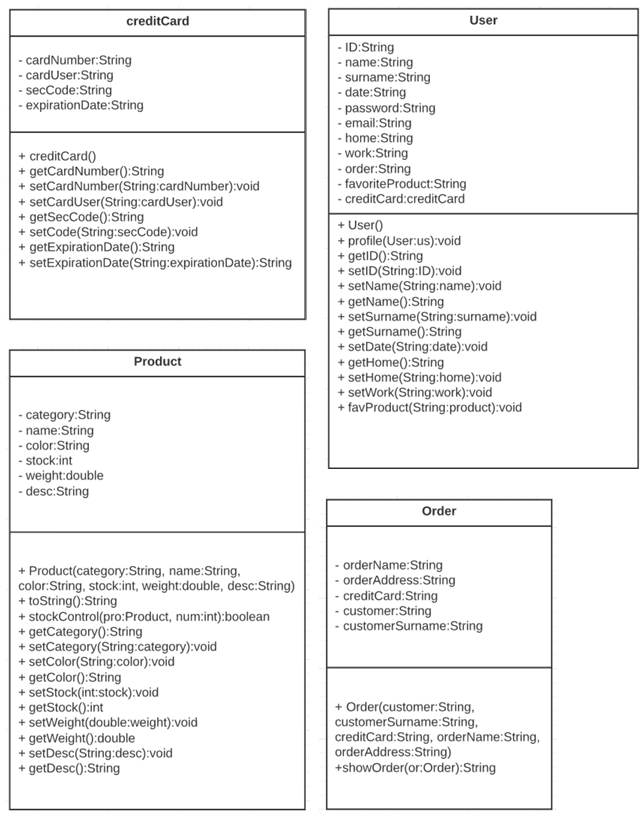 creditCard
- cardNumber:String
- cardUser:String
- secCode:String
- expirationDate:String
+ creditCard()
+ getCardNumber():String
+ setCardNumber(String:cardNumber):void
+ setCardUser(String:cardUser):void
+ getSecCode():String
+ setCode(String:secCode):void
+ getExpirationDate():String
+ setExpirationDate(String:expirationDate):String
User
- ID:String
- name:String
- surname:String
- date:String
- password:String
- email:String
- home:String
- work:String
- order:String
- favoriteProduct:String
- creditCard:creditCard
+ User()
+ profile(User:us):void
+ getID():String
+ setID(String:ID):void
+ setName(String:name):void
+ getName():String
+ setSurname(String:surname):void
+ getSurname():String
+ setDate(String:date):void
+ getHome():String
+ setHome(String:home):void
+ setWork(String:work):void
+ favProduct(String:product):void
Product
- category:String
- name:String
- color:String
- stock:int
- weight:double
- desc:String
+ Product(category:String, name:String,
color:String, stock:int, weight:double, desc:String)
+ toString():String
+ stockControl(pro:Product, num:int):boolean
+ getCategory():String
+ setCategory(String:category):void
+ setColor(String:color):void
+ getColor():String
+ setStock(int:stock):void
+ getStock():int
+ setWeight(double:weight):void
+ getWeight():double
+ setDesc(String:desc):void
+ getDesc():String
Order
- orderName:String
- orderAddress:String
- creditCard:String
- customer:String
- customerSurname:String
+ Order(customer:String,
customerSurname:String,
creditCard:String, orderName:String,
orderAddress:String)
+showOrder(or:Order):String